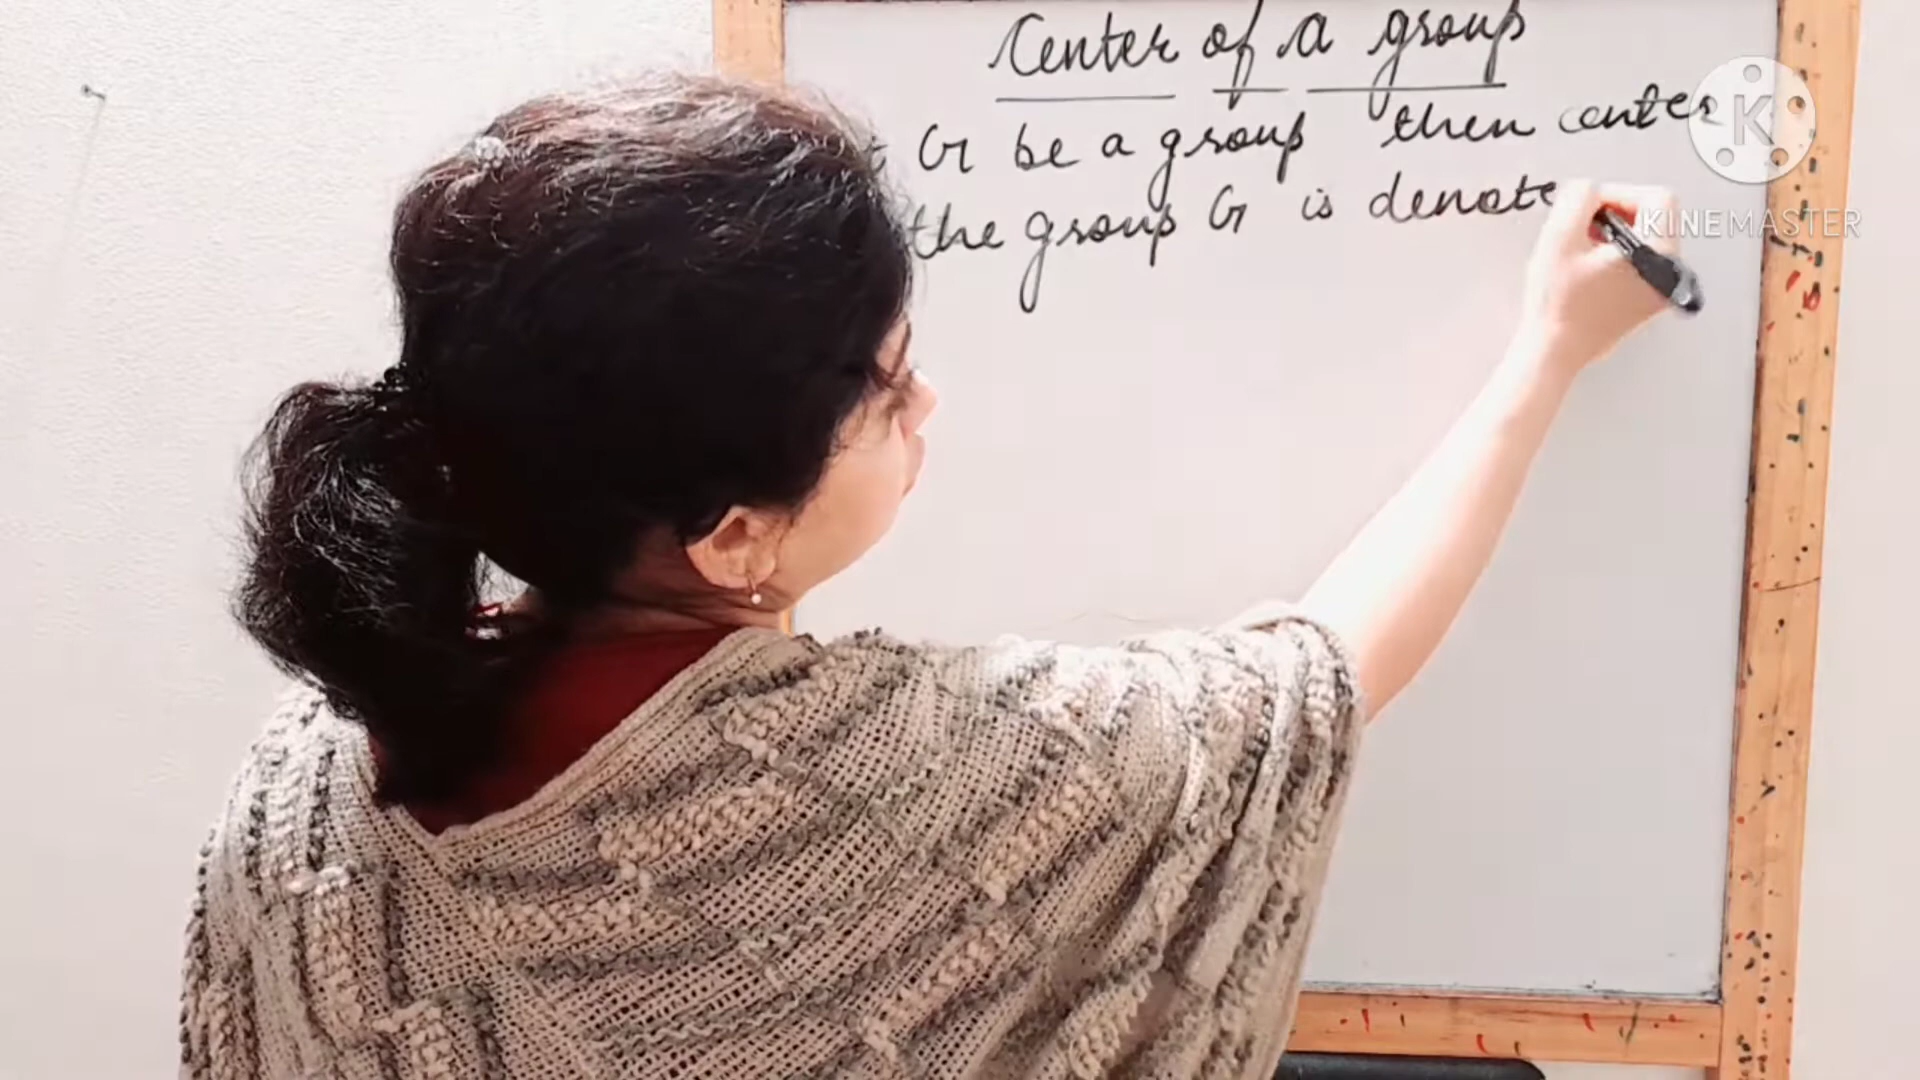 Center of a group
G be a group then center
the group G is denote
K
KINEMASTER